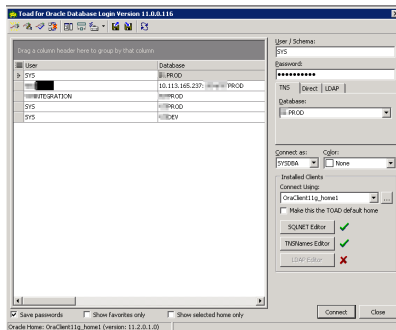 Toad for Oracle Database Login Version 11.0.0.116
Drag a column header here to group by that column
User Database
SYS PROD
10.113.165.237: PROD
NTEGRATION PROD
SYS PROD
SYS DEV
User / Schema:
SYS
Password:
••••••••••
TNS Direct LDAP
Database:
PROD
Connect as: Color:
SYSDBA None
Installed Clients
Connect Using:
OraClient11g_home1 ...
Make this the TOAD default home
SQLNET Editor
TNSNames Editor
LDAP Editor
Save passwords Show favorites only Show selected home only
Connect Close
Oracle Home: OraClient11g_home1 (version: 11.2.0.1.0)